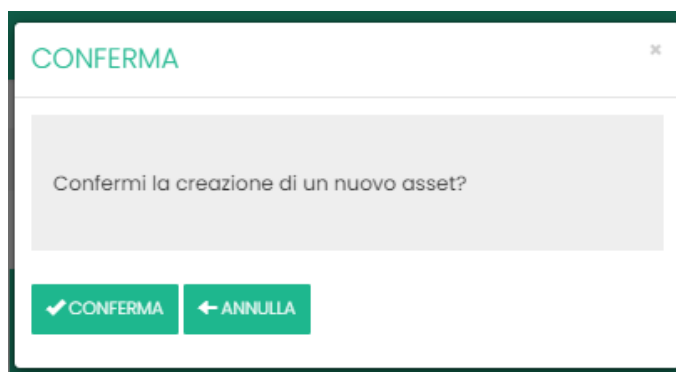 CONFERMA
×
Confermi la creazione di un nuovo asset?
CONFERMA
ANNULLA